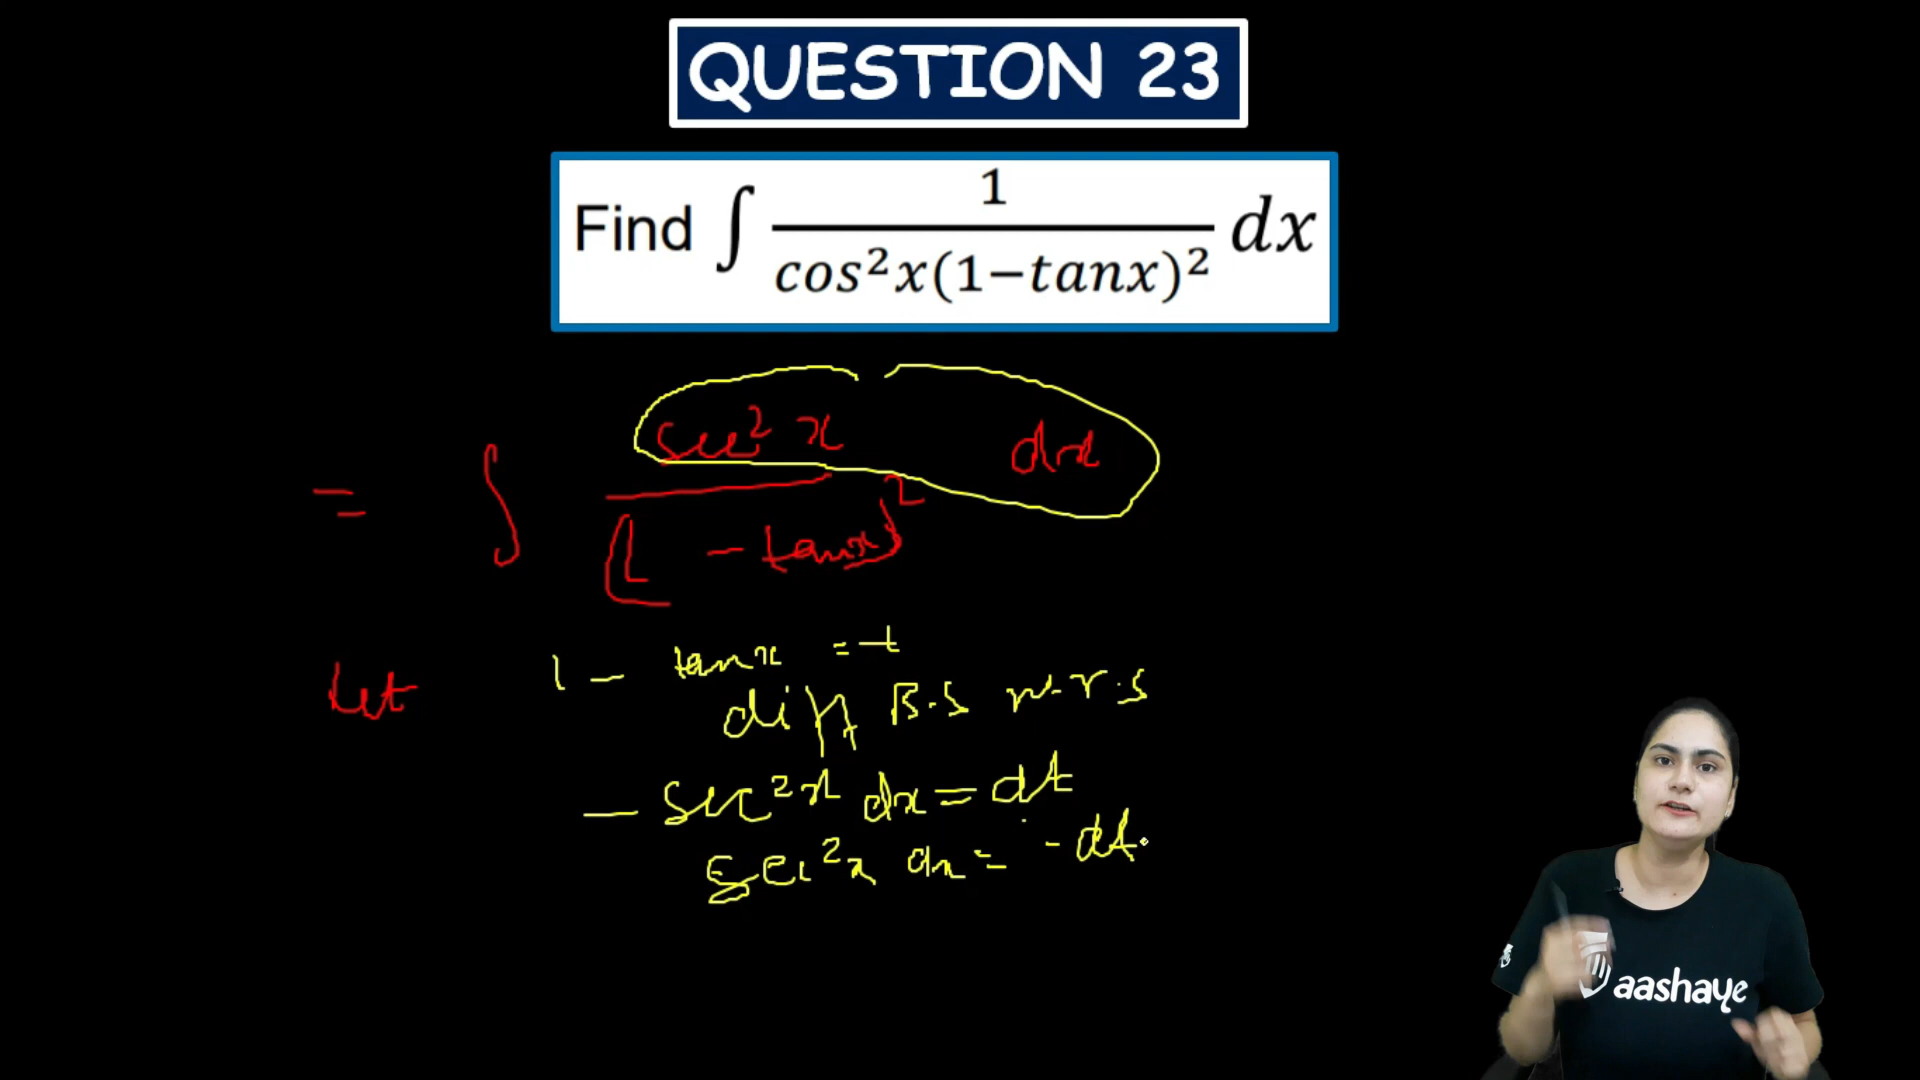 QUESTION 23
Find ∫ 1 / cos²x(1−tanx)² dx
= ∫ sec² x dx / (1 − tanx)²
Let 1 − tanx = t
diff B.S w.r.s
− sec²x dx = dt
sec²x dx = - dt
aashaye